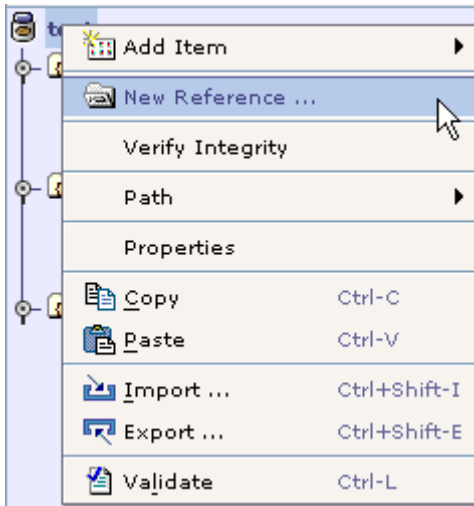 Add Item
New Reference ...
Verify Integrity
Path
Properties
Copy Ctrl-C
Paste Ctrl-V
Import ... Ctrl+Shift-I
Export ... Ctrl+Shift-E
Validate Ctrl-L